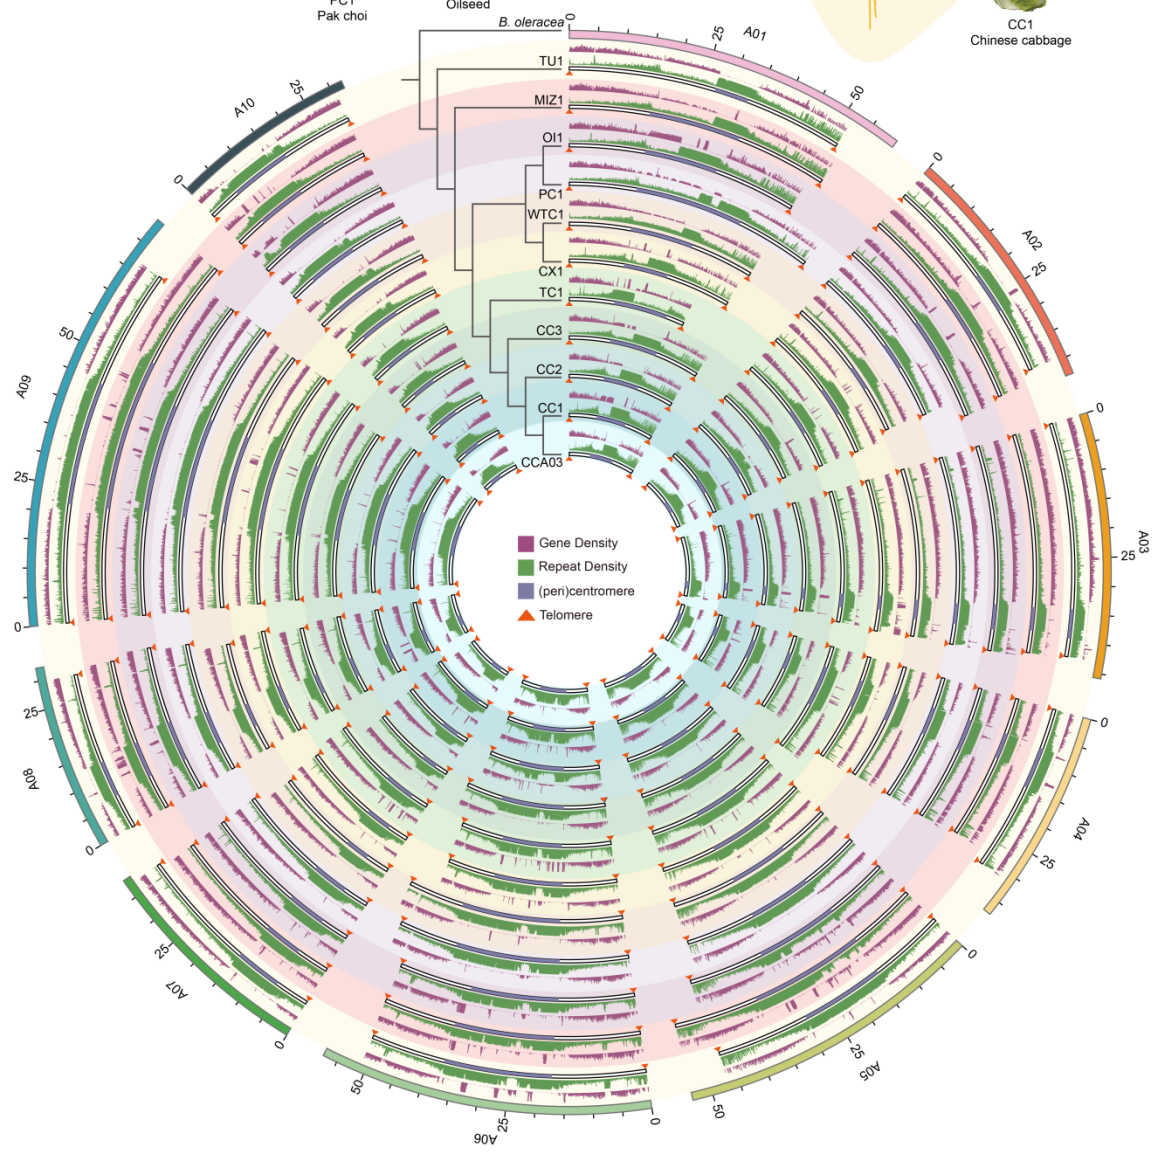 PC1
Pak choi
Oilseed
CC1
Chinese cabbage
B. oleracea
TU1
MIZ1
OI1
PC1
WTC1
CX1
TC1
CC3
CC2
CC1
CCA03
0
25
A01
50
0
A02
25
0
25
A03
0
A04
25
0
25
A05
50
0
25
A06
50
0
25
A07
0
25
A08
0
25
50
A09
0
25
A10
Gene Density
Repeat Density
(peri)centromere
Telomere